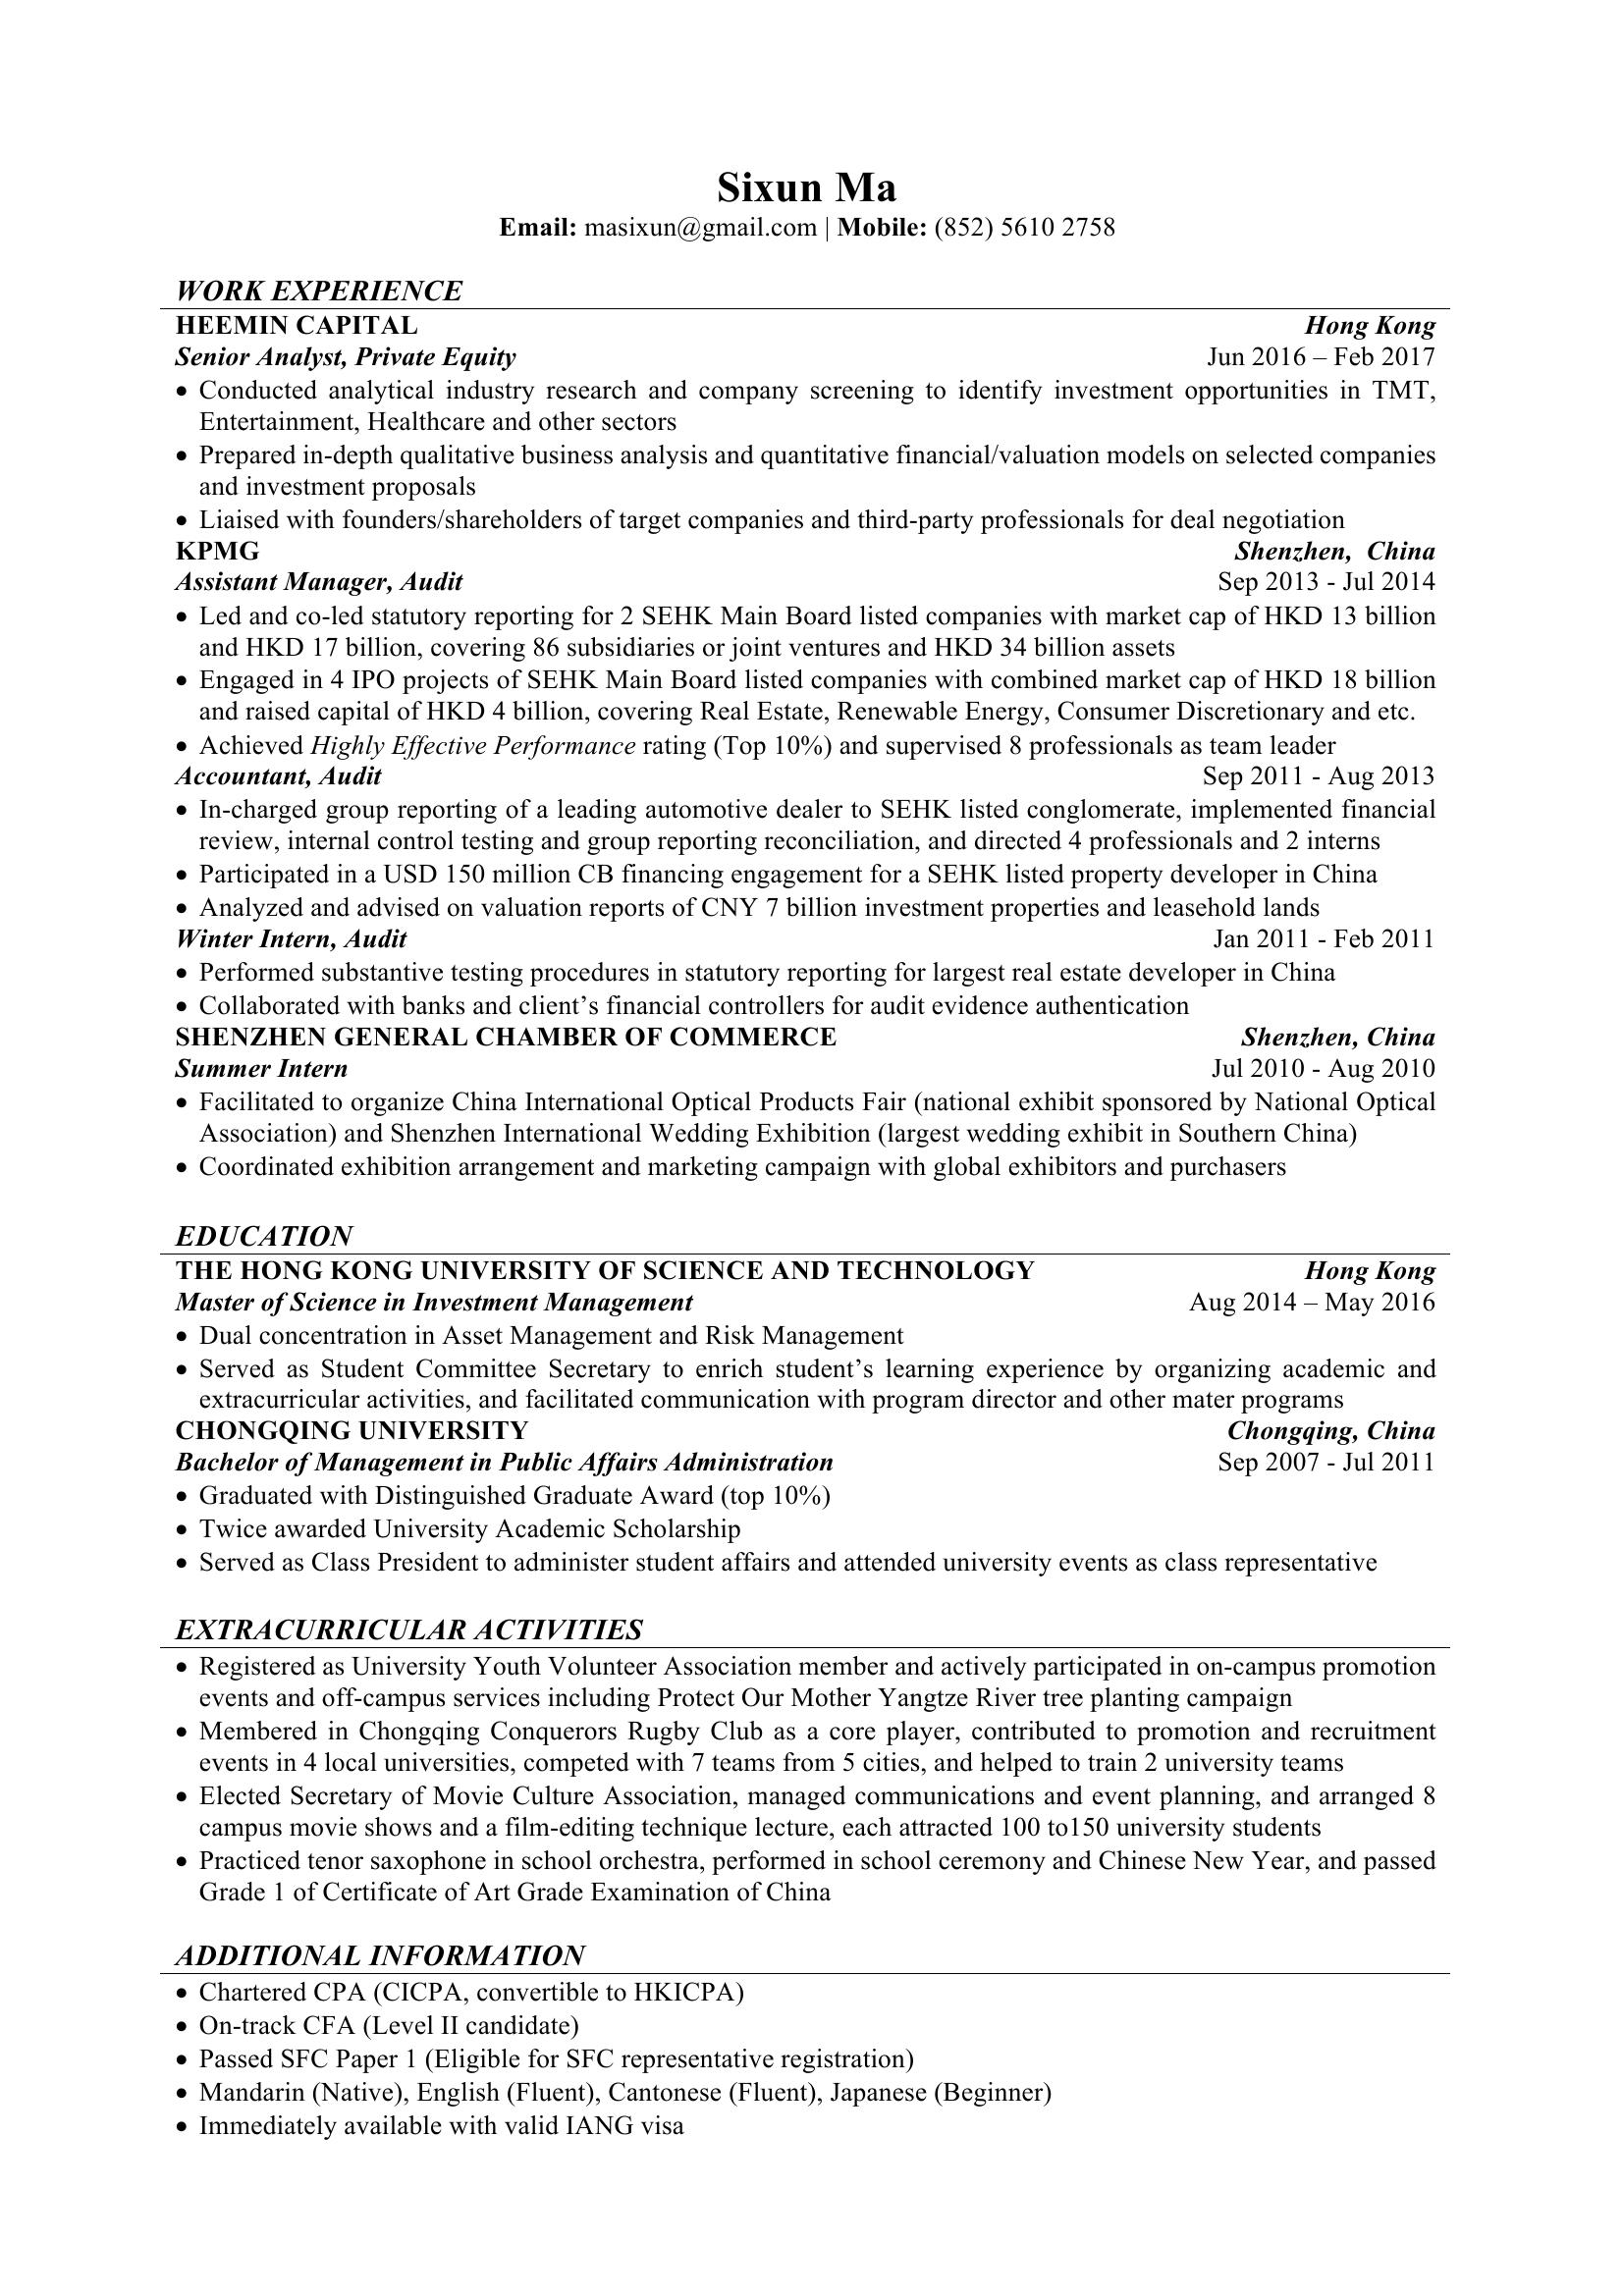 Sixun Ma
Email: masixun@gmail.com | Mobile: (852) 5610 2758
WORK EXPERIENCE
HEEMIN CAPITAL Hong Kong
Senior Analyst, Private Equity Jun 2016 – Feb 2017
• Conducted analytical industry research and company screening to identify investment opportunities in TMT,
Entertainment, Healthcare and other sectors
• Prepared in-depth qualitative business analysis and quantitative financial/valuation models on selected companies
and investment proposals
• Liaised with founders/shareholders of target companies and third-party professionals for deal negotiation
KPMG Shenzhen, China
Assistant Manager, Audit Sep 2013 - Jul 2014
• Led and co-led statutory reporting for 2 SEHK Main Board listed companies with market cap of HKD 13 billion
and HKD 17 billion, covering 86 subsidiaries or joint ventures and HKD 34 billion assets
• Engaged in 4 IPO projects of SEHK Main Board listed companies with combined market cap of HKD 18 billion
and raised capital of HKD 4 billion, covering Real Estate, Renewable Energy, Consumer Discretionary and etc.
• Achieved Highly Effective Performance rating (Top 10%) and supervised 8 professionals as team leader
Accountant, Audit Sep 2011 - Aug 2013
• In-charged group reporting of a leading automotive dealer to SEHK listed conglomerate, implemented financial
review, internal control testing and group reporting reconciliation, and directed 4 professionals and 2 interns
• Participated in a USD 150 million CB financing engagement for a SEHK listed property developer in China
• Analyzed and advised on valuation reports of CNY 7 billion investment properties and leasehold lands
Winter Intern, Audit Jan 2011 - Feb 2011
• Performed substantive testing procedures in statutory reporting for largest real estate developer in China
• Collaborated with banks and client’s financial controllers for audit evidence authentication
SHENZHEN GENERAL CHAMBER OF COMMERCE Shenzhen, China
Summer Intern Jul 2010 - Aug 2010
• Facilitated to organize China International Optical Products Fair (national exhibit sponsored by National Optical
Association) and Shenzhen International Wedding Exhibition (largest wedding exhibit in Southern China)
• Coordinated exhibition arrangement and marketing campaign with global exhibitors and purchasers
EDUCATION
THE HONG KONG UNIVERSITY OF SCIENCE AND TECHNOLOGY Hong Kong
Master of Science in Investment Management Aug 2014 – May 2016
• Dual concentration in Asset Management and Risk Management
• Served as Student Committee Secretary to enrich student’s learning experience by organizing academic and
extracurricular activities, and facilitated communication with program director and other mater programs
CHONGQING UNIVERSITY Chongqing, China
Bachelor of Management in Public Affairs Administration Sep 2007 - Jul 2011
• Graduated with Distinguished Graduate Award (top 10%)
• Twice awarded University Academic Scholarship
• Served as Class President to administer student affairs and attended university events as class representative
EXTRACURRICULAR ACTIVITIES
• Registered as University Youth Volunteer Association member and actively participated in on-campus promotion
events and off-campus services including Protect Our Mother Yangtze River tree planting campaign
• Membered in Chongqing Conquerors Rugby Club as a core player, contributed to promotion and recruitment
events in 4 local universities, competed with 7 teams from 5 cities, and helped to train 2 university teams
• Elected Secretary of Movie Culture Association, managed communications and event planning, and arranged 8
campus movie shows and a film-editing technique lecture, each attracted 100 to150 university students
• Practiced tenor saxophone in school orchestra, performed in school ceremony and Chinese New Year, and passed
Grade 1 of Certificate of Art Grade Examination of China
ADDITIONAL INFORMATION
• Chartered CPA (CICPA, convertible to HKICPA)
• On-track CFA (Level II candidate)
• Passed SFC Paper 1 (Eligible for SFC representative registration)
• Mandarin (Native), English (Fluent), Cantonese (Fluent), Japanese (Beginner)
• Immediately available with valid IANG visa